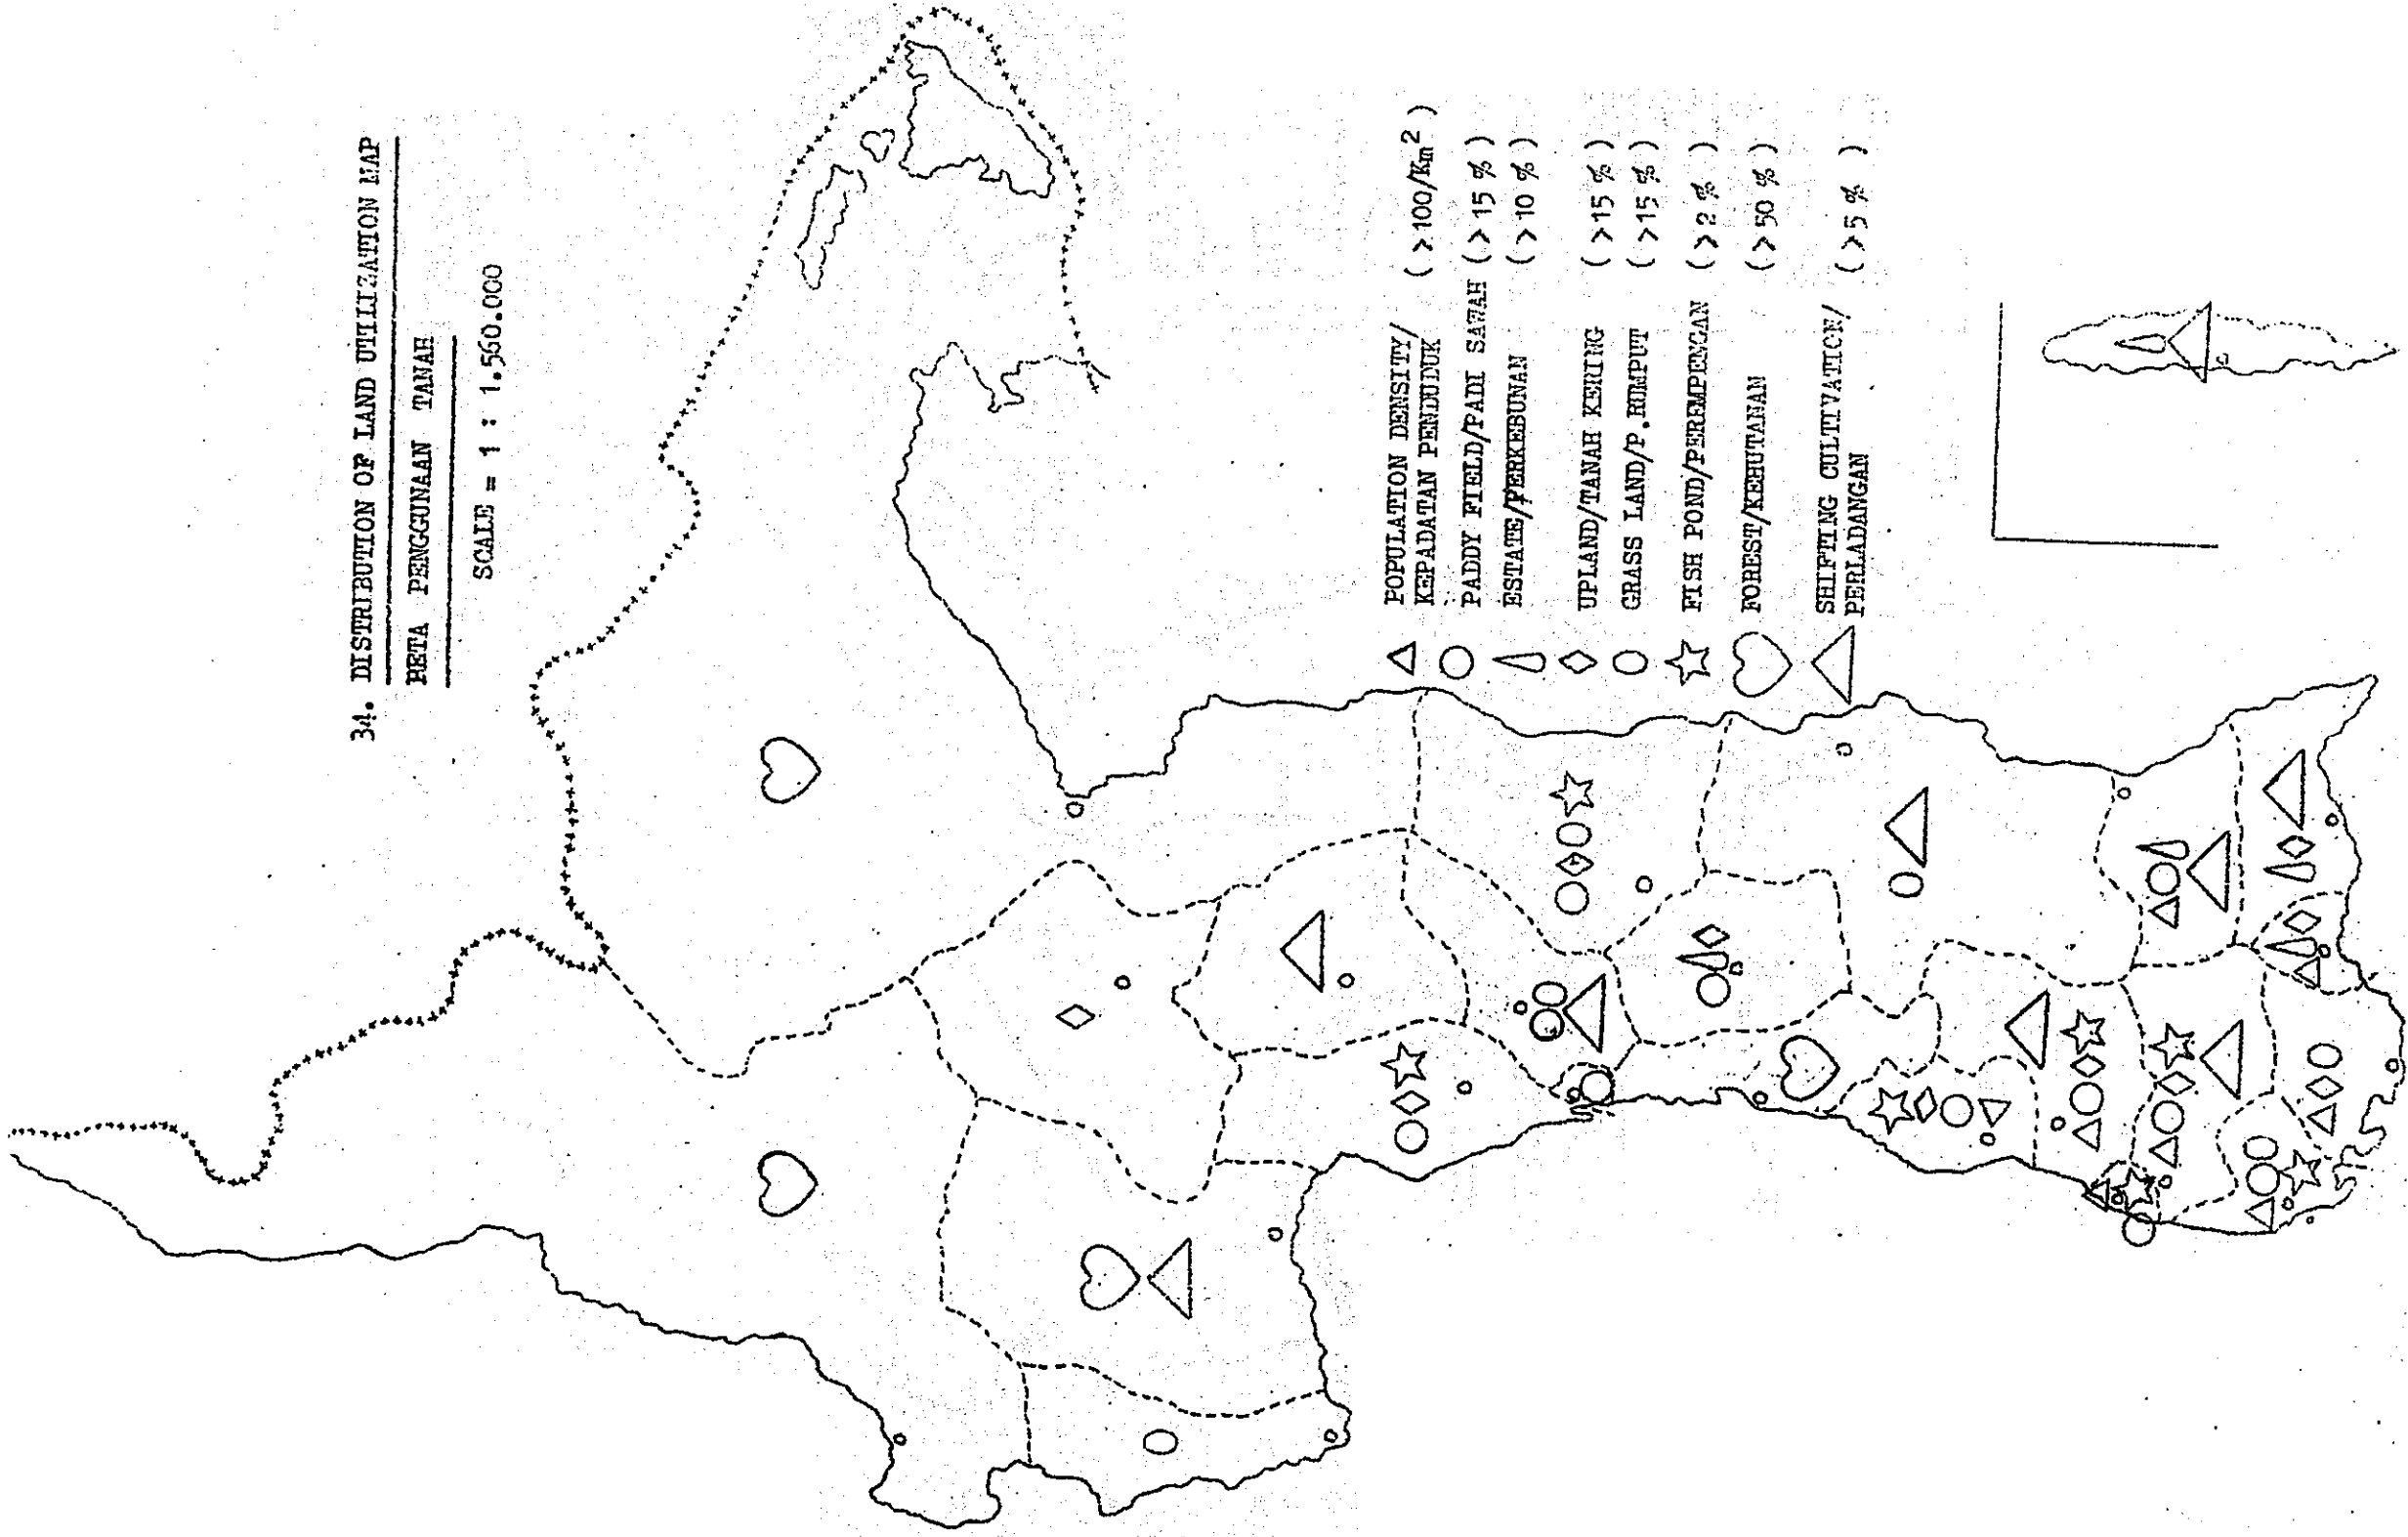 34. DISTRIBUTION OF LAND UTILIZATION MAP
PETA PENGGUNAAN TANAH
SCALE = 1 : 1.560.000
POPULATION DENSITY/ ( >100/Km2 )
KEPADATAN PENDUDUK
PADDY FIELD/PADI SAWAH ( > 15 % )
ESTATE/PERKEBUNAN ( > 10 % )
UPLAND/TANAH KERING ( >15 % )
GRASS LAND/P.RUMPUT ( >15 % )
FISH POND/PEREMPENGAN ( >2 % )
FOREST/KEHUTANAN ( >50 % )
SHIFTING CULTIVATION/ ( >5 % )
PERLADANGAN